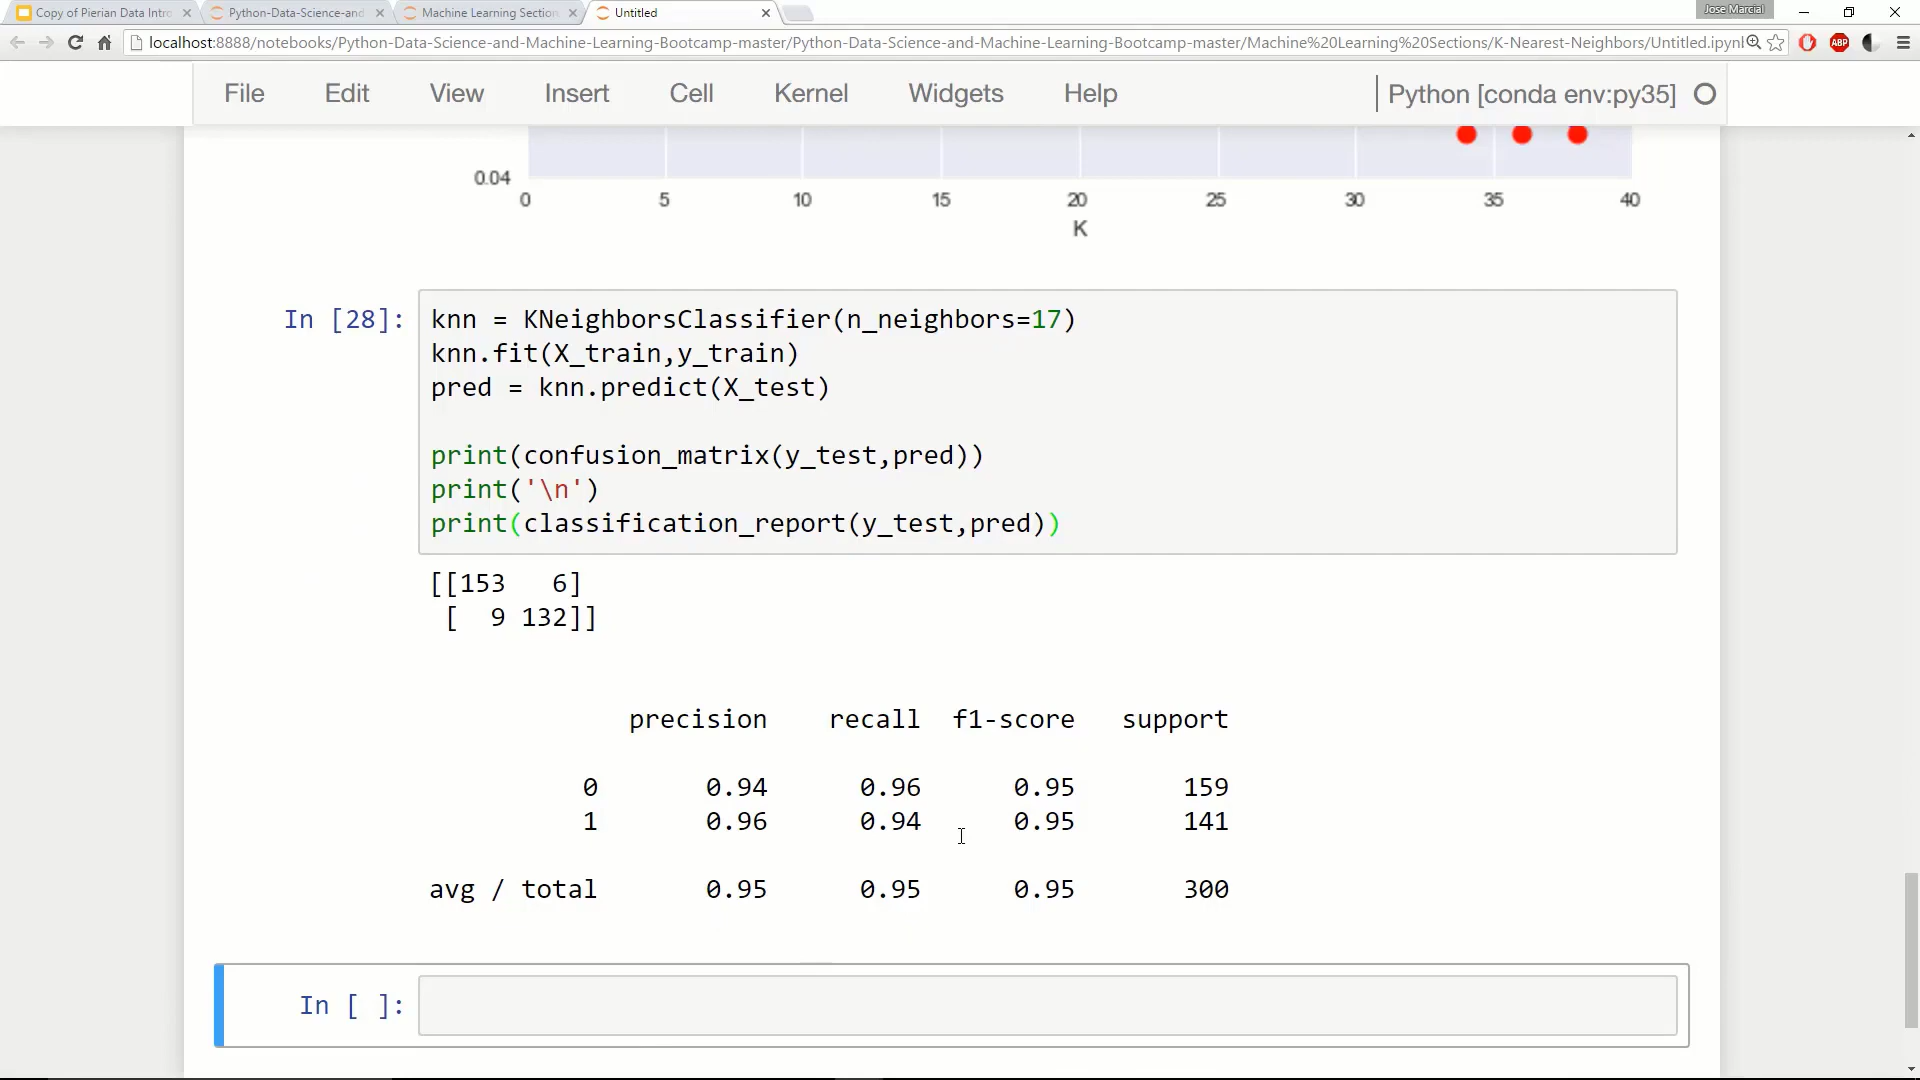 Copy of Pierian Data Intro
Python-Data-Science-and-
Machine Learning Section
Untitled
Jose Marcial
localhost:8888/notebooks/Python-Data-Science-and-Machine-Learning-Bootcamp-master/Python-Data-Science-and-Machine-Learning-Bootcamp-master/Machine%20Learning%20Sections/K-Nearest-Neighbors/Untitled.ipynb
ABP
File Edit View Insert Cell Kernel Widgets Help Python [conda env:py35]
0.04
0 5 10 15 20 25 30 35 40
K
In [28]: knn = KNeighborsClassifier(n_neighbors=17)
knn.fit(X_train,y_train)
pred = knn.predict(X_test)
print(confusion_matrix(y_test,pred))
print('\n')
print(classification_report(y_test,pred))
[[153 6]
[ 9 132]]
precision recall f1-score support
0 0.94 0.96 0.95 159
1 0.96 0.94 0.95 141
avg / total 0.95 0.95 0.95 300
In [ ]: